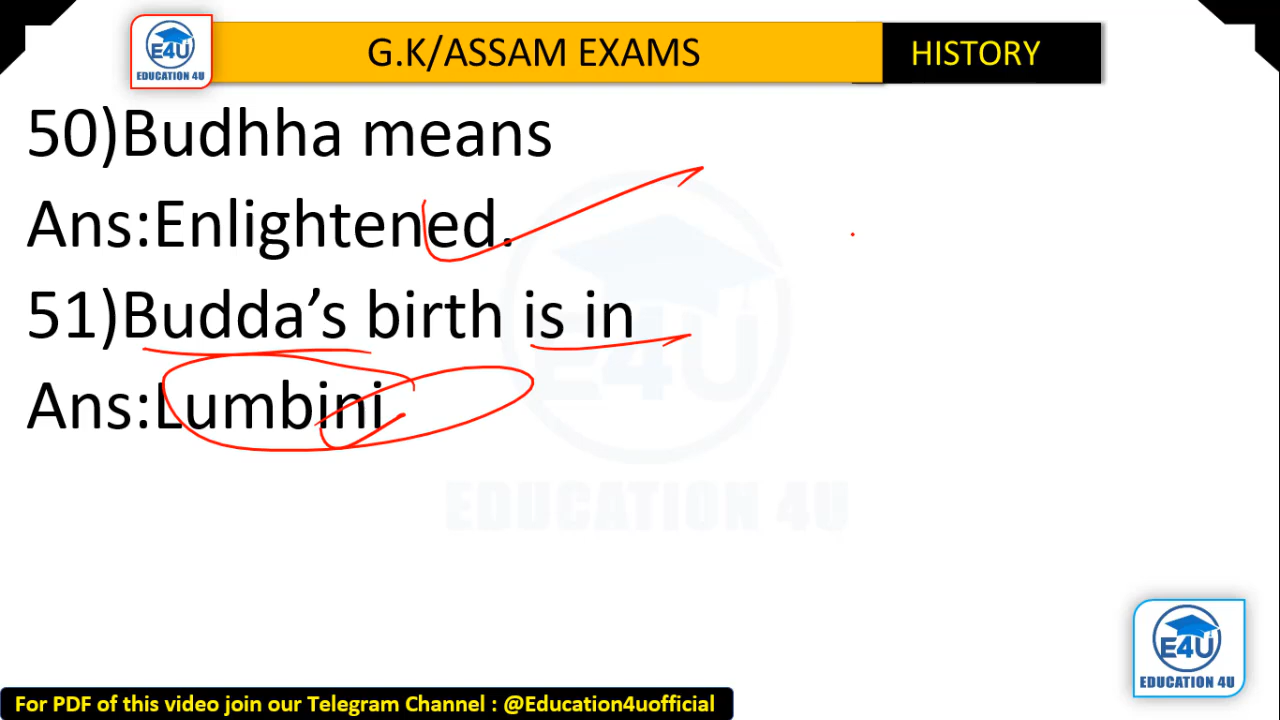 E4U
EDUCATION 4U
G.K/ASSAM EXAMS
HISTORY
50)Budhha means
Ans:Enlightened.
51)Budda’s birth is in
Ans:Lumbini
E4U
EDUCATION 4U
E4U
EDUCATION 4U
For PDF of this video join our Telegram Channel : @Education4uofficial